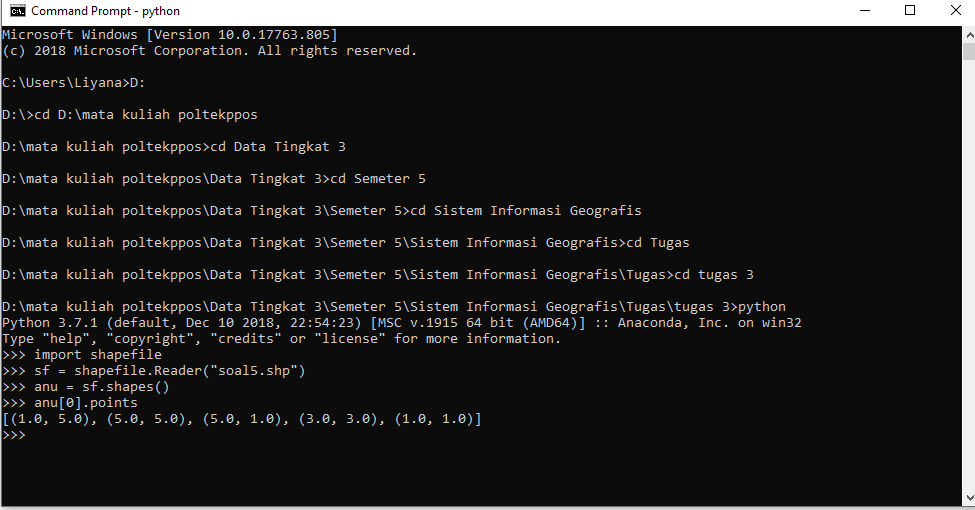 Command Prompt - python
Microsoft Windows [Version 10.0.17763.805]
(c) 2018 Microsoft Corporation. All rights reserved.
C:\Users\Liyana>D:
D:\>cd D:\mata kuliah poltekppos
D:\mata kuliah poltekppos>cd Data Tingkat 3
D:\mata kuliah poltekppos\Data Tingkat 3>cd Semeter 5
D:\mata kuliah poltekppos\Data Tingkat 3\Semeter 5>cd Sistem Informasi Geografis
D:\mata kuliah poltekppos\Data Tingkat 3\Semeter 5\Sistem Informasi Geografis>cd Tugas
D:\mata kuliah poltekppos\Data Tingkat 3\Semeter 5\Sistem Informasi Geografis\Tugas>cd tugas 3
D:\mata kuliah poltekppos\Data Tingkat 3\Semeter 5\Sistem Informasi Geografis\Tugas\tugas 3>python
Python 3.7.1 (default, Dec 10 2018, 22:54:23) [MSC v.1915 64 bit (AMD64)] :: Anaconda, Inc. on win32
Type "help", "copyright", "credits" or "license" for more information.
>>> import shapefile
>>> sf = shapefile.Reader("soal5.shp")
>>> anu = sf.shapes()
>>> anu[0].points
[(1.0, 5.0), (5.0, 5.0), (5.0, 1.0), (3.0, 3.0), (1.0, 1.0)]
>>>